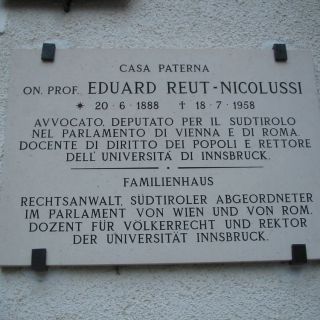 CASA PATERNA
ON. PROF. EDUARD REUT-NICOLUSSI
* 20·6·1888 † 18·7·1958
AVVOCATO, DEPUTATO PER IL SUDTIROLO
NEL PARLAMENTO DI VIENNA E DI ROMA.
DOCENTE DI DIRITTO DEI POPOLI E RETTORE
DELL' UNIVERSITÁ DI INNSBRUCK.
FAMILIENHAUS
RECHTSANWALT, SÜDTIROLER ABGEORDNETER
IM PARLAMENT VON WIEN UND VON ROM.
DOZENT FÜR VÖLKERRECHT UND REKTOR
DER UNIVERSITÄT INNSBRUCK.